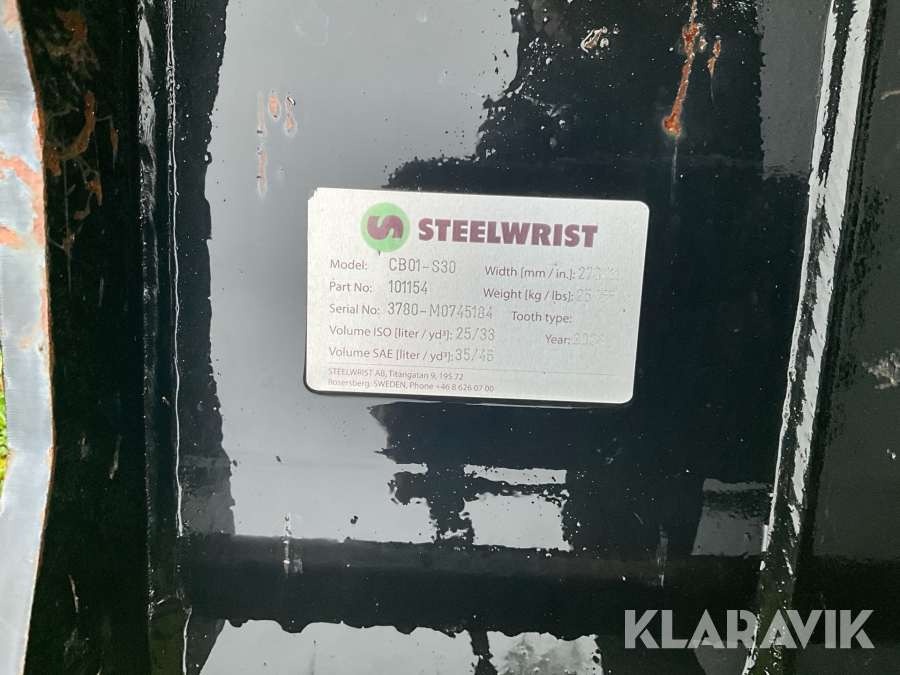 STEELWRIST
Model: CB01-S30
Part No: 101154
Serial No: 3780-M0745184
Volume ISO [liter / yd³]: 25/33
Volume SAE [liter / yd³]: 35/46
Width [mm / in.]:
Weight [kg / lbs]:
Tooth type:
Year:
STEELWRIST AB, Titangatan 9, 195 72
Rosersberg, SWEDEN, Phone +46 8 626 07 00
KLARAVIK